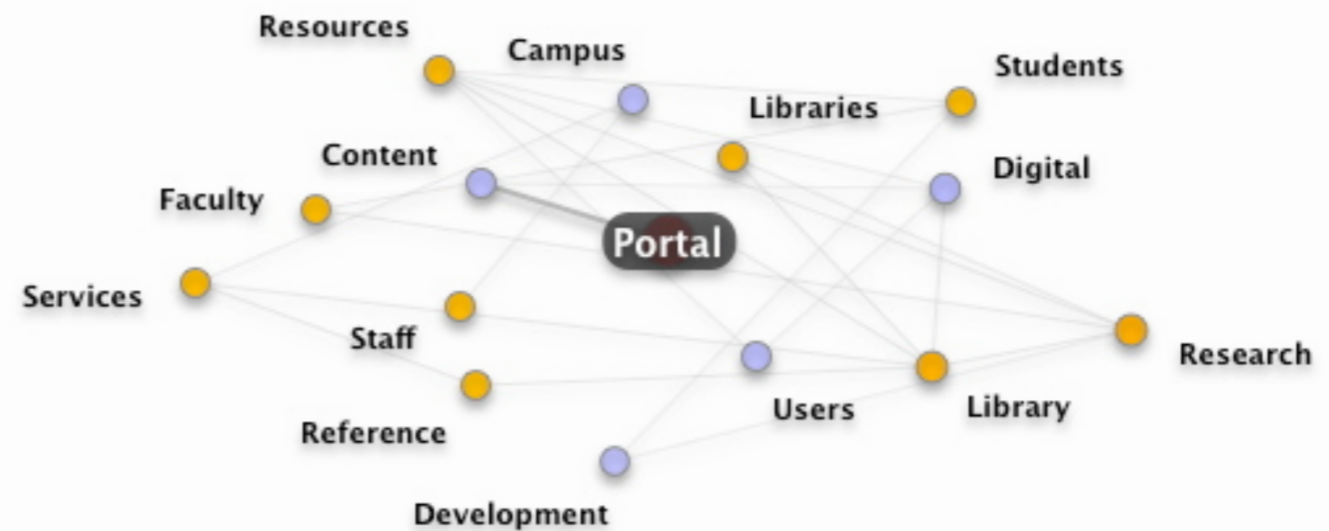 Resources
Campus
Students
Libraries
Content
Digital
Faculty
Portal
Services
Staff
Research
Users
Library
Reference
Development